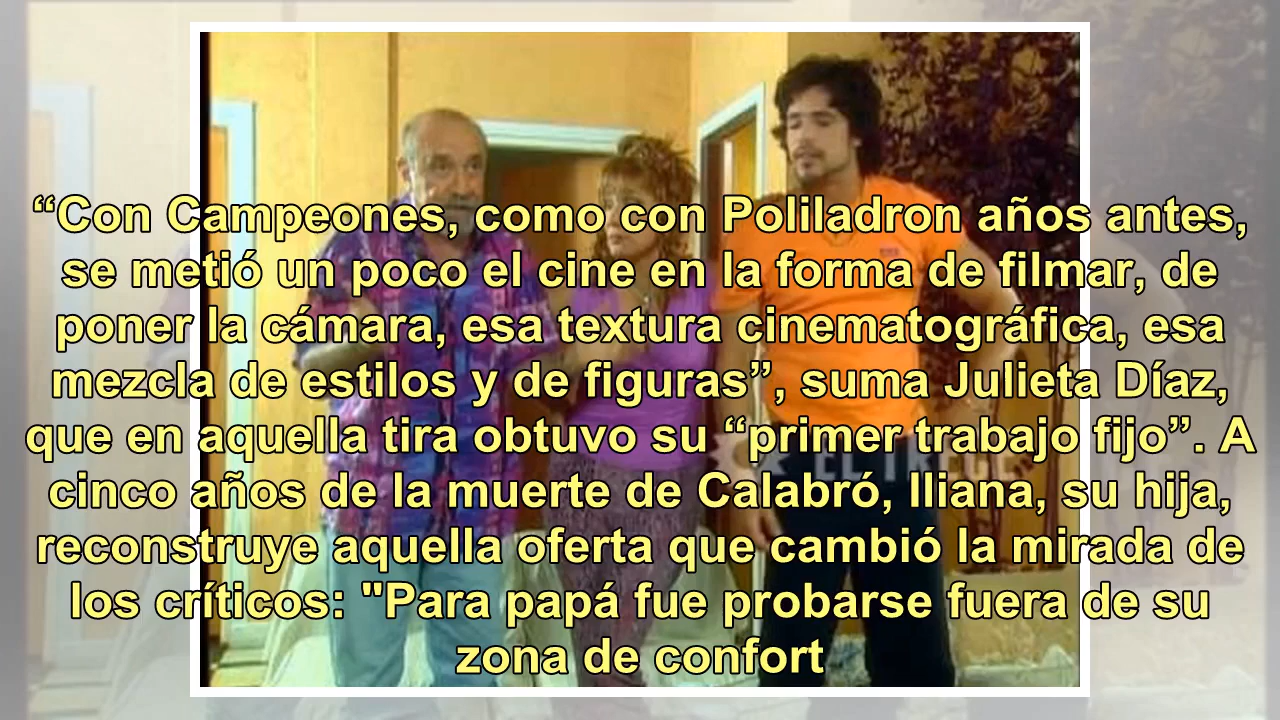 “Con Campeones, como con Poliladron años antes,
se metió un poco el cine en la forma de filmar, de
poner la cámara, esa textura cinematográfica, esa
mezcla de estilos y de figuras”, suma Julieta Díaz,
que en aquella tira obtuvo su “primer trabajo fijo”. A
cinco años de la muerte de Calabró, Iliana, su hija,
reconstruye aquella oferta que cambió la mirada de
los críticos: "Para papá fue probarse fuera de su
zona de confort
EL TRECE